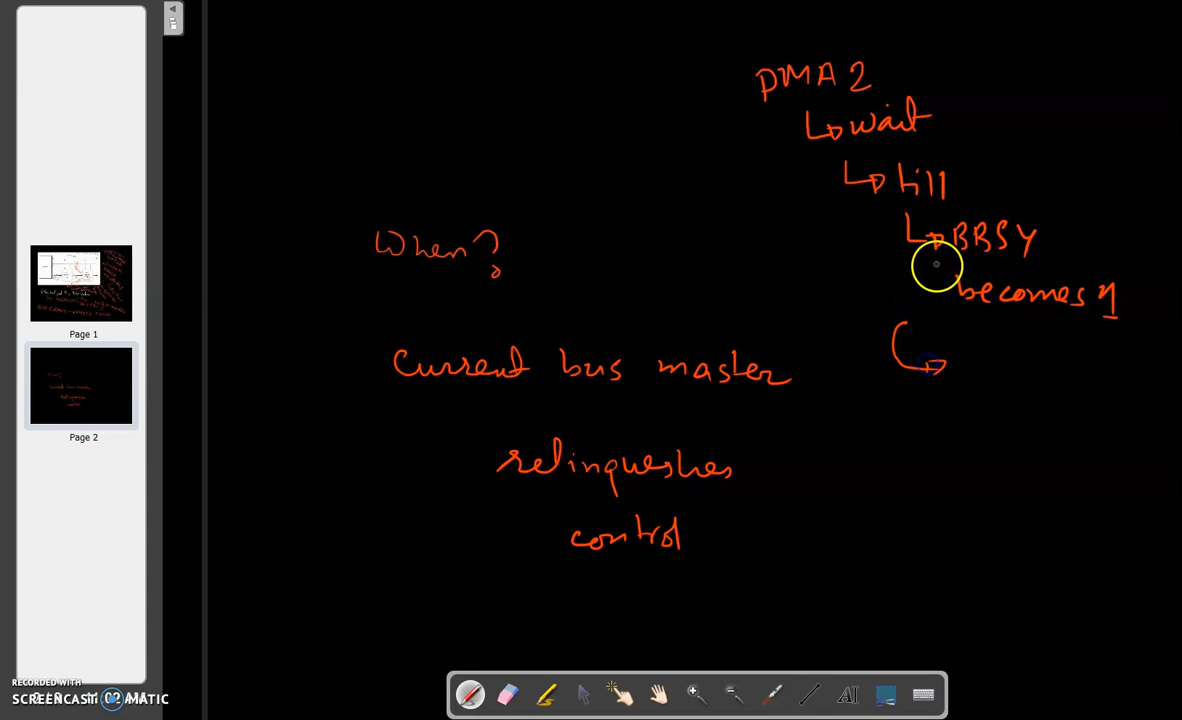 DMA 2
wait
till
BBSY
becomes 1
When?
Current bus master
relinqueshes
control
Page 1
Page 2
RECORDED WITH
SCREENCAST MATIC